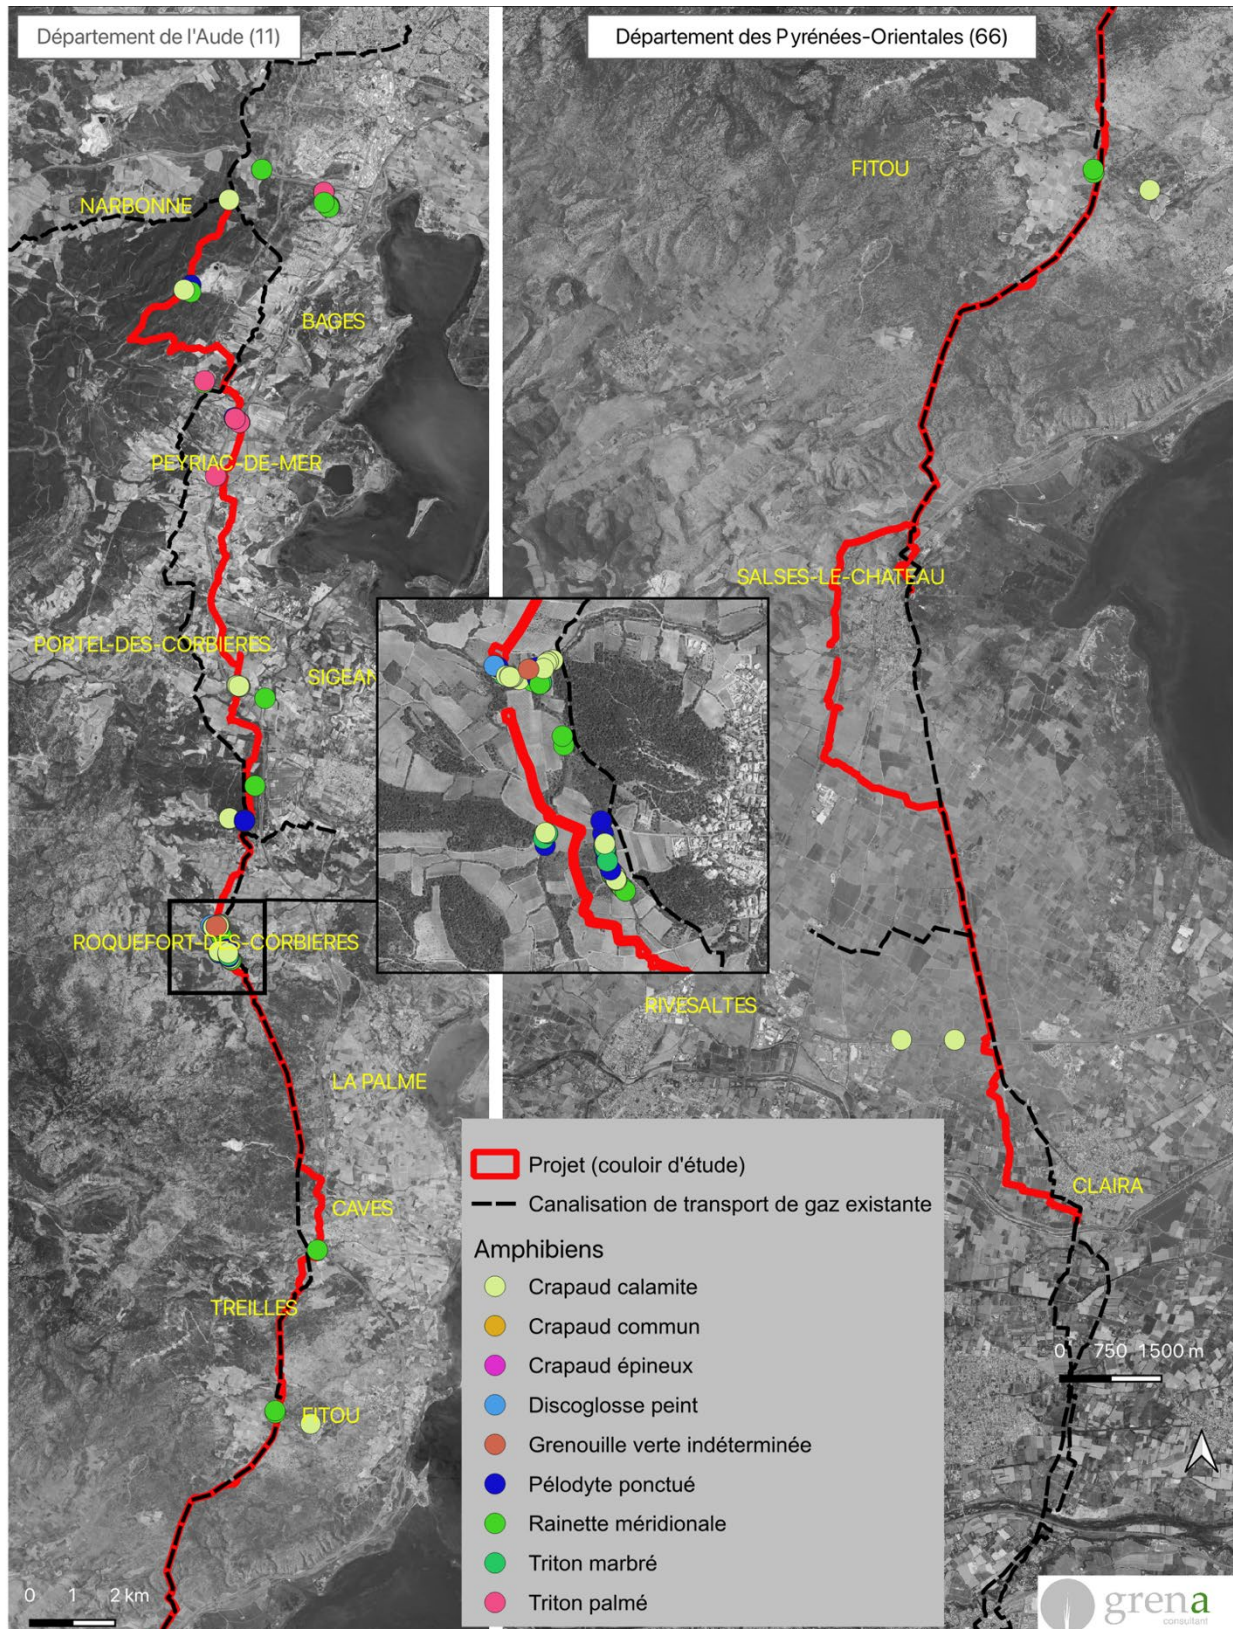 Département de l'Aude (11)
Département des Pyrénées-Orientales (66)
NARBONNE
FITOU
BAGES
PEYRIAC-DE-MER
SALSES-LE-CHATEAU
PORTEL-DES-CORBIERES
SIGEAN
ROQUEFORT-DES-CORBIERES
RIVESALTES
LA PALME
CLAIRA
CAVES
TREILLES
FITOU
Projet (couloir d'étude)
Canalisation de transport de gaz existante
Amphibiens
Crapaud calamite
Crapaud commun
Crapaud épineux
Discoglosse peint
Grenouille verte indéterminée
Pélodyte ponctué
Rainette méridionale
Triton marbré
Triton palmé
0 750 1500 m
0 1 2 km
grena
consultant